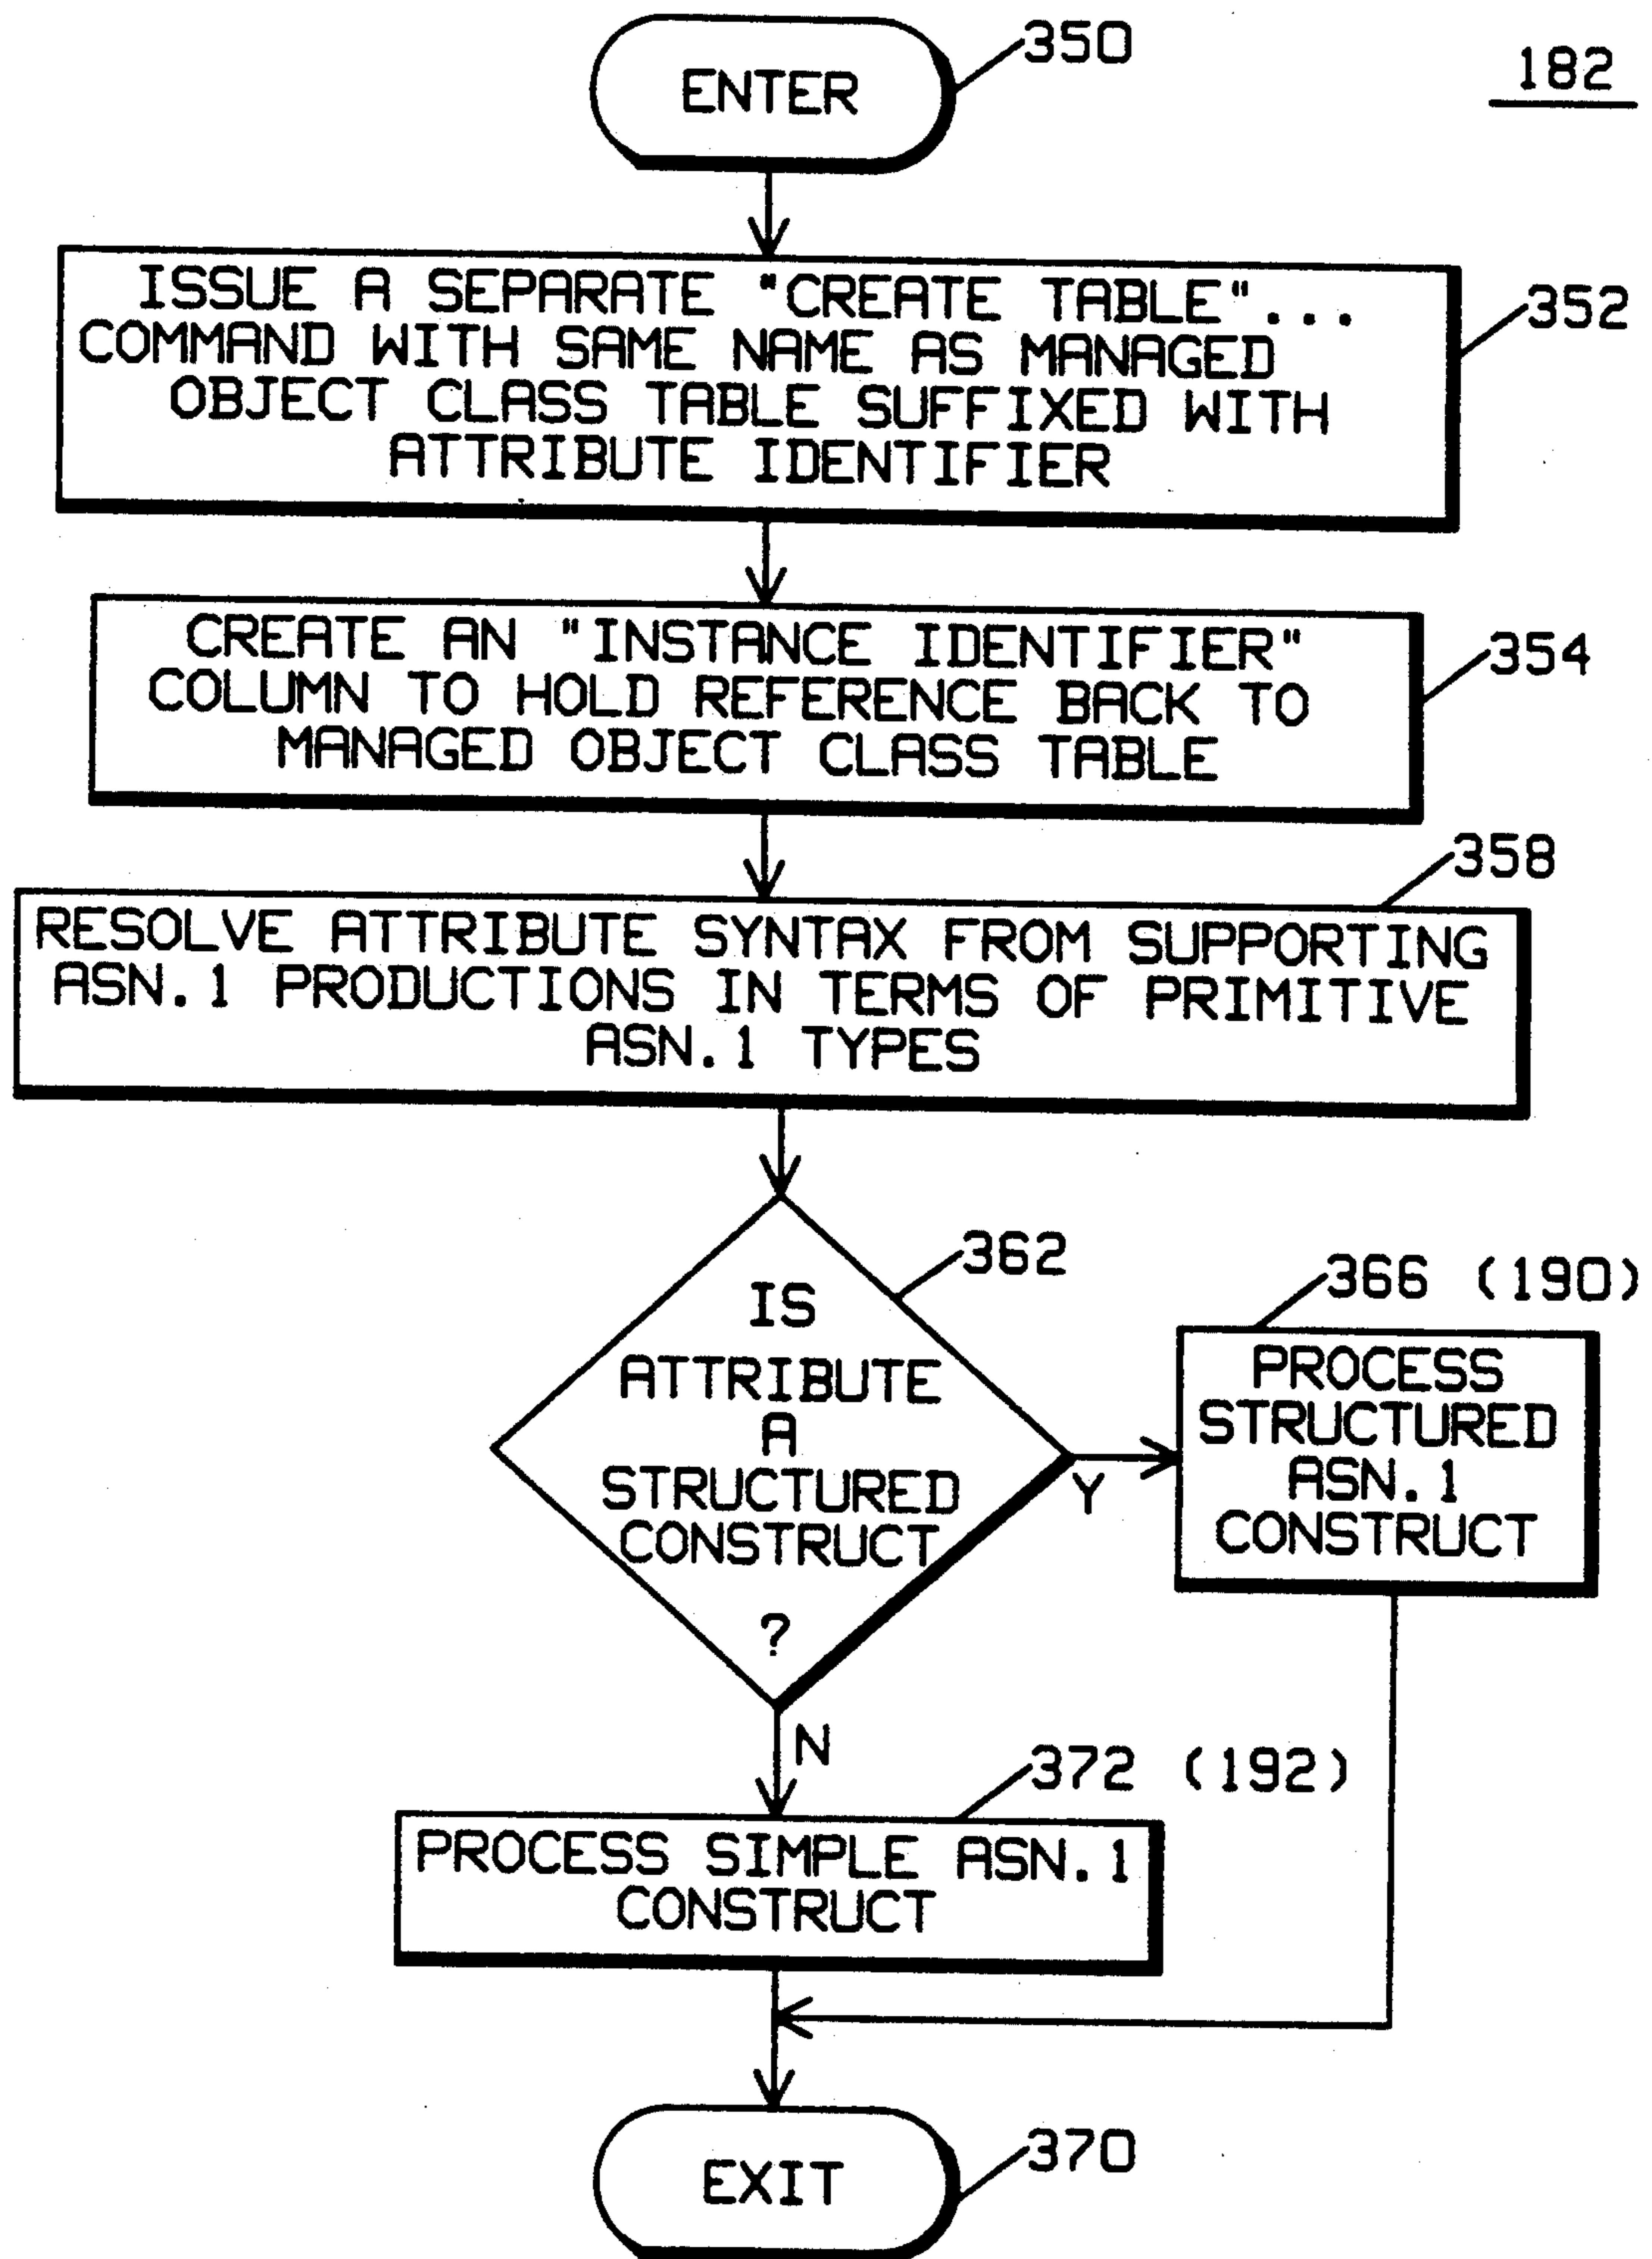 350
182
ENTER
ISSUE A SEPARATE "CREATE TABLE"...
352
COMMAND WITH SAME NAME AS MANAGED
OBJECT CLASS TABLE SUFFIXED WITH
ATTRIBUTE IDENTIFIER
CREATE AN "INSTANCE IDENTIFIER"
354
COLUMN TO HOLD REFERENCE BACK TO
MANAGED OBJECT CLASS TABLE
358
RESOLVE ATTRIBUTE SYNTAX FROM SUPPORTING
ASN.1 PRODUCTIONS IN TERMS OF PRIMITIVE
ASN.1 TYPES
362
IS
ATTRIBUTE
A
STRUCTURED
CONSTRUCT
?
Y
366 (190)
PROCESS
STRUCTURED
ASN.1
CONSTRUCT
N
372 (192)
PROCESS SIMPLE ASN.1
CONSTRUCT
EXIT
370